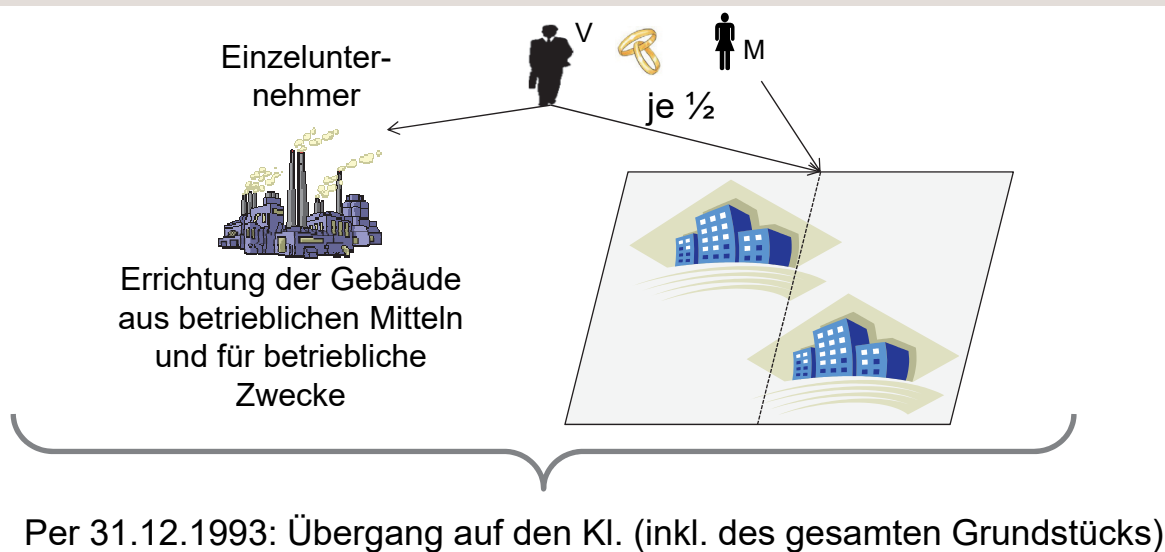 V
M
Einzelunter-
nehmer
je ½
Errichtung der Gebäude
aus betrieblichen Mitteln
und für betriebliche
Zwecke
Per 31.12.1993: Übergang auf den Kl. (inkl. des gesamten Grundstücks)